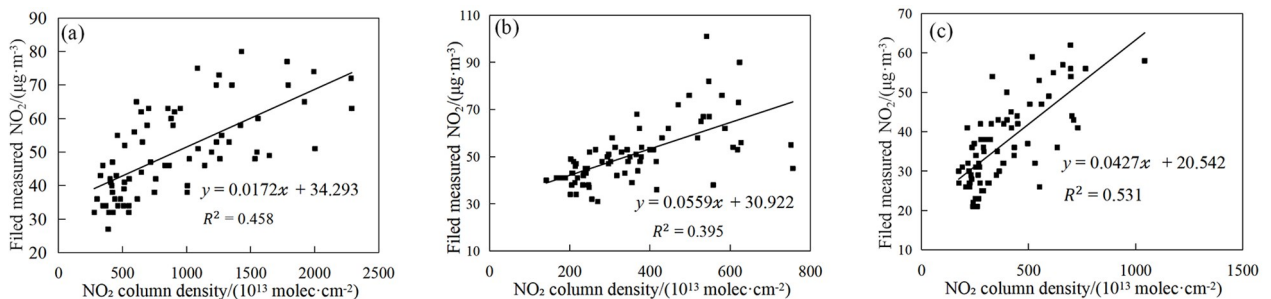 (a)
Filed measured NO₂/(μg·m⁻³)
90
80
70
60
50
40
30
20
y = 0.0172x + 34.293
R² = 0.458
0 500 1000 1500 2000 2500
NO₂ column density/(10¹³ molec·cm⁻²)
(b)
Filed measured NO₂/(μg·m⁻³)
110
90
70
50
30
10
y = 0.0559x + 30.922
R² = 0.395
0 200 400 600 800
NO₂ column density/(10¹³ molec·cm⁻²)
(c)
Filed measured NO₂/(μg·m⁻³)
70
60
50
40
30
20
10
y = 0.0427x + 20.542
R² = 0.531
0 500 1000 1500
NO₂ column density/(10¹³ molec·cm⁻²)